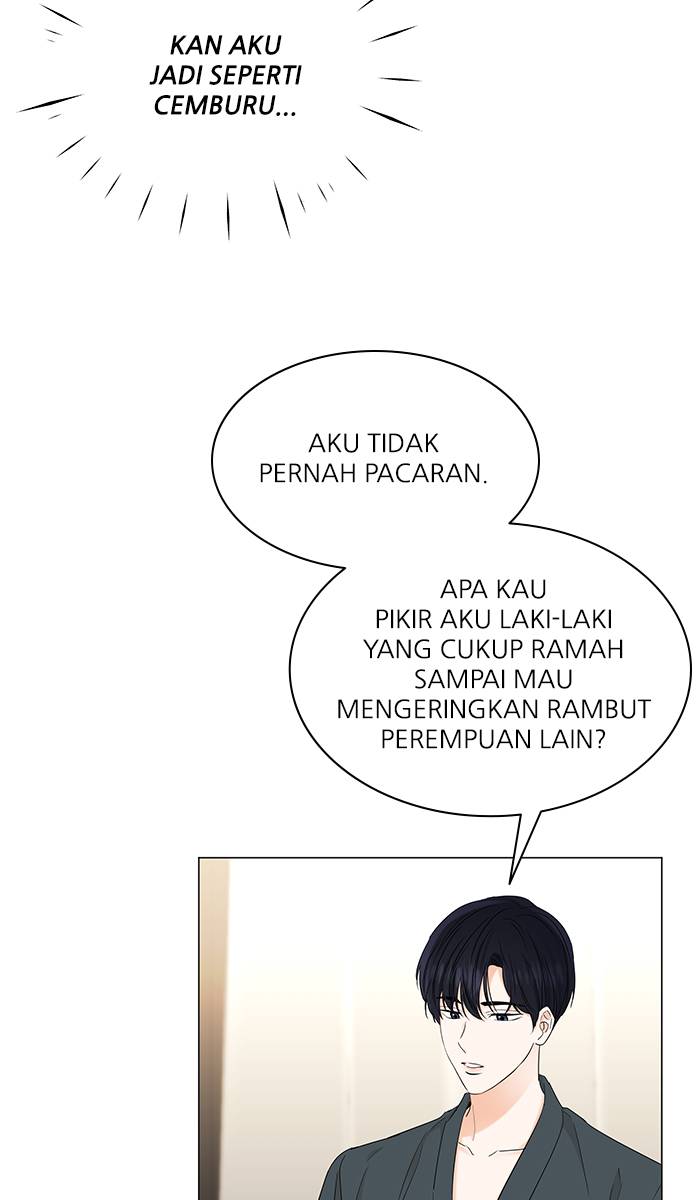 KAN AKU
JADI SEPERTI
CEMBURU...
AKU TIDAK
PERNAH PACARAN.
APA KAU
PIKIR AKU LAKI-LAKI
YANG CUKUP RAMAH
SAMPAI MAU
MENGERINGKAN RAMBUT
PEREMPUAN LAIN?